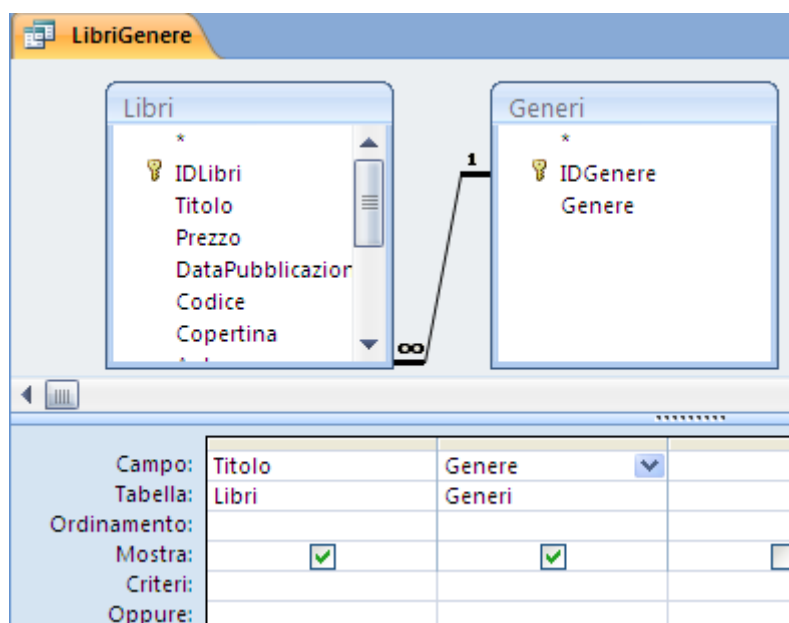 LibriGenere
Libri
*
IDLibri
Titolo
Prezzo
DataPubblicazion
Codice
Copertina
Generi
*
IDGenere
Genere
1
∞
Campo: Titolo Genere
Tabella: Libri Generi
Ordinamento:
Mostra:
Criteri:
Oppure: